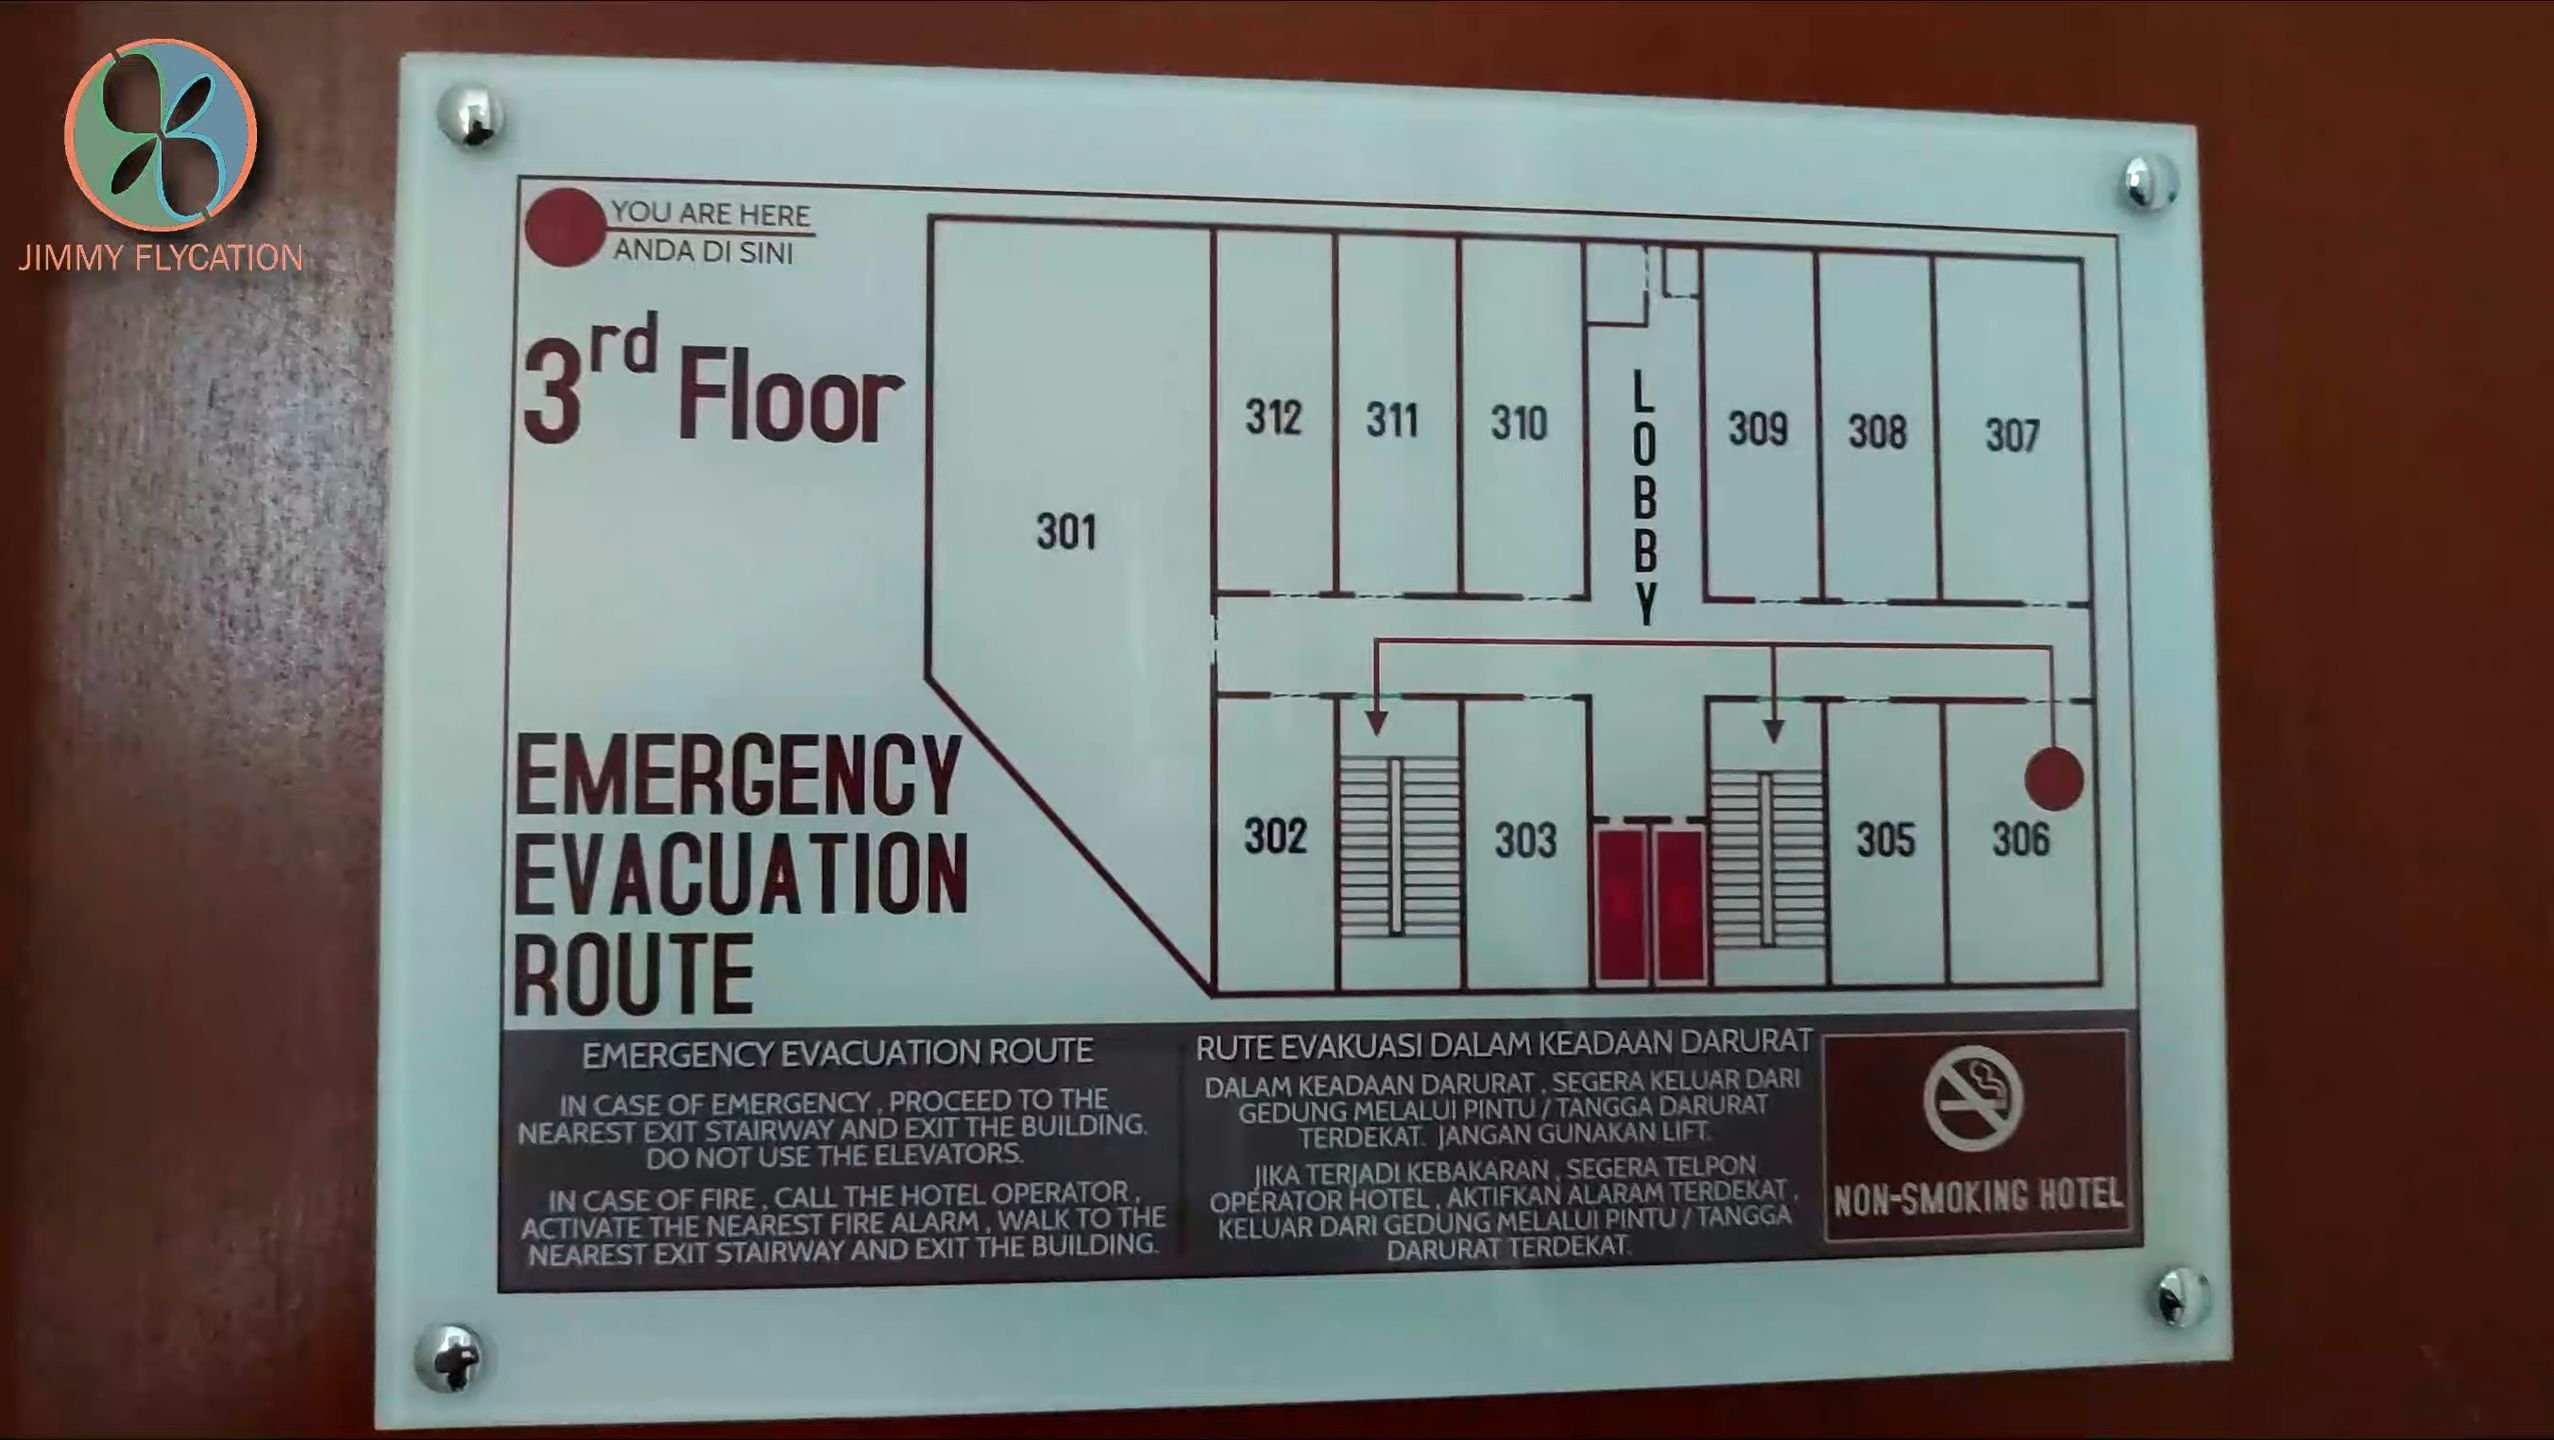 JIMMY FLYCATION
YOU ARE HERE
ANDA DI SINI
3rd Floor
301
312
311
310
LOBBY
309
308
307
302
303
305
306
EMERGENCY
EVACUATION
ROUTE
EMERGENCY EVACUATION ROUTE
IN CASE OF EMERGENCY , PROCEED TO THE
NEAREST EXIT STAIRWAY AND EXIT THE BUILDING.
DO NOT USE THE ELEVATORS.
IN CASE OF FIRE , CALL THE HOTEL OPERATOR ,
ACTIVATE THE NEAREST FIRE ALARM , WALK TO THE
NEAREST EXIT STAIRWAY AND EXIT THE BUILDING.
RUTE EVAKUASI DALAM KEADAAN DARURAT
DALAM KEADAAN DARURAT , SEGERA KELUAR DARI
GEDUNG MELALUI PINTU / TANGGA DARURAT
TERDEKAT. JANGAN GUNAKAN LIFT.
JIKA TERJADI KEBAKARAN , SEGERA TELPON
OPERATOR HOTEL , AKTIFKAN ALARAM TERDEKAT ,
KELUAR DARI GEDUNG MELALUI PINTU / TANGGA
DARURAT TERDEKAT.
NON-SMOKING HOTEL